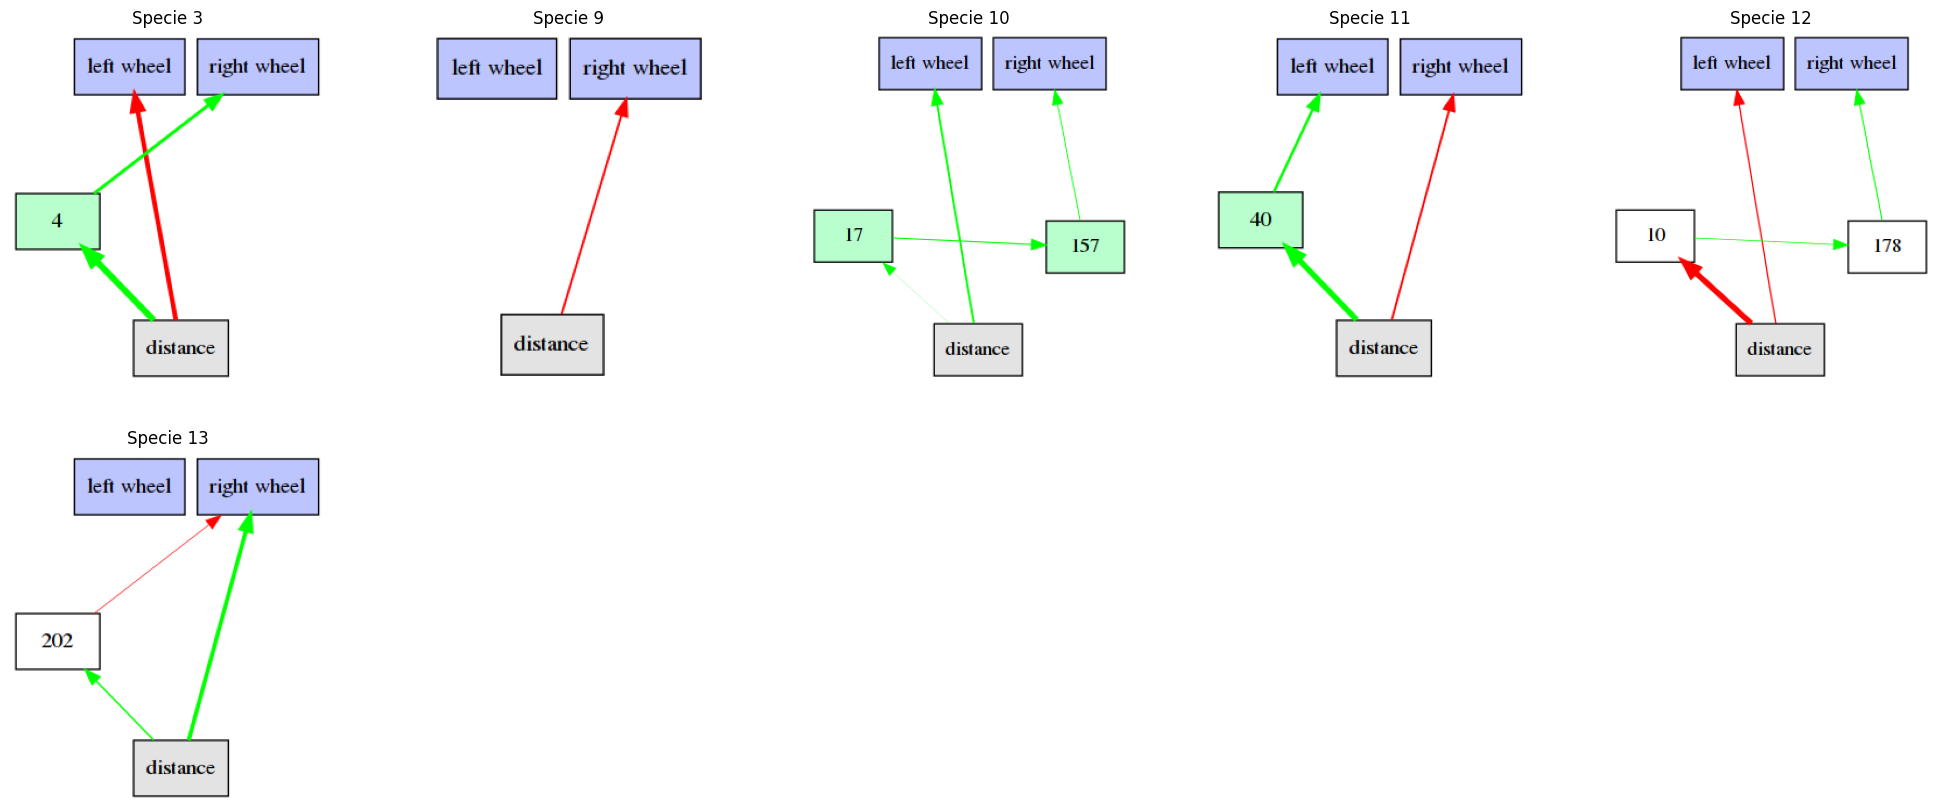 Specie 3
left wheel right wheel
4
distance
Specie 9
left wheel right wheel
distance
Specie 10
left wheel right wheel
17
157
distance
Specie 11
left wheel right wheel
40
distance
Specie 12
left wheel right wheel
10
178
distance
Specie 13
left wheel right wheel
202
distance